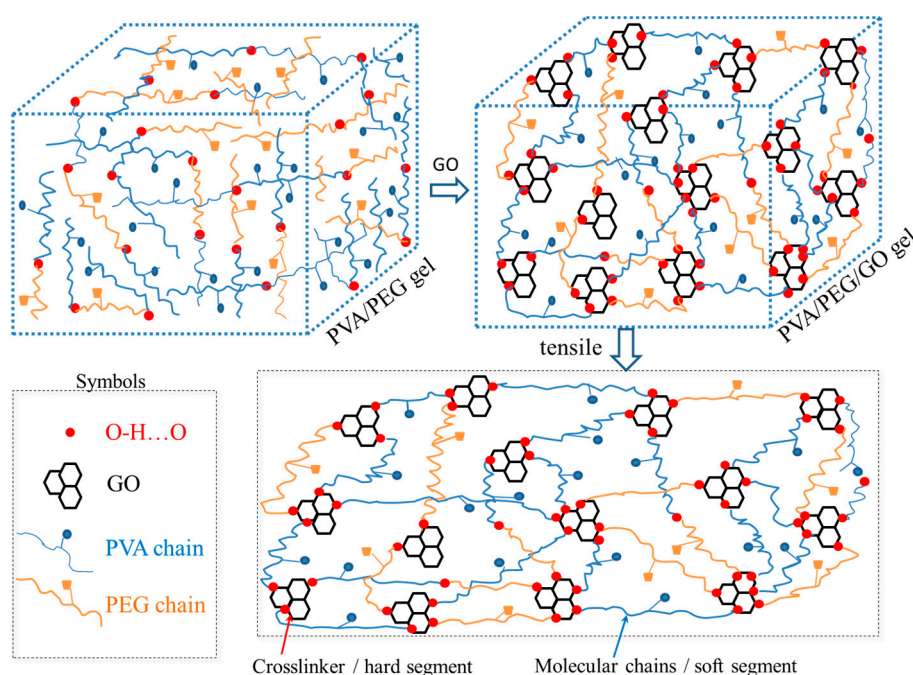 GO
PVA/PEG gel
PVA/PEG/GO gel
tensile
Symbols
O-H...O
GO
PVA chain
PEG chain
Crosslinker / hard segment
Molecular chains / soft segment